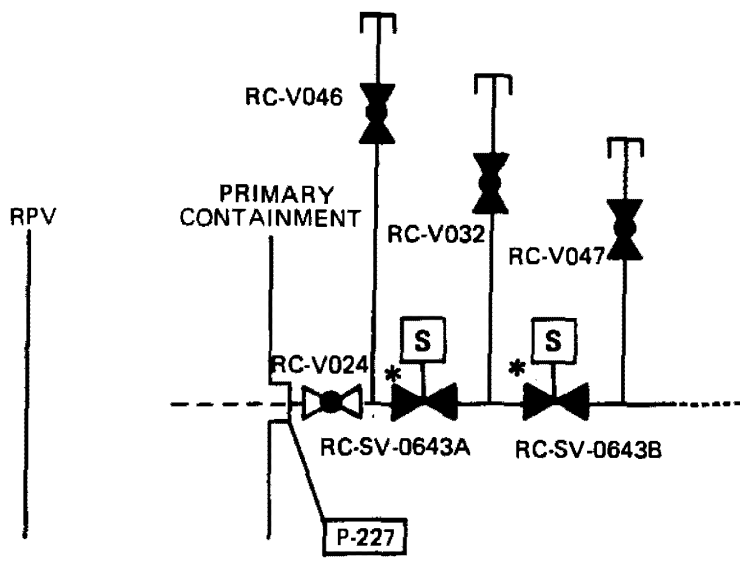 RC-V046
RPV
PRIMARY
CONTAINMENT
RC-V032
RC-V047
S
S
RC-V024
*
*
RC-SV-0643A
RC-SV-0643B
P-227